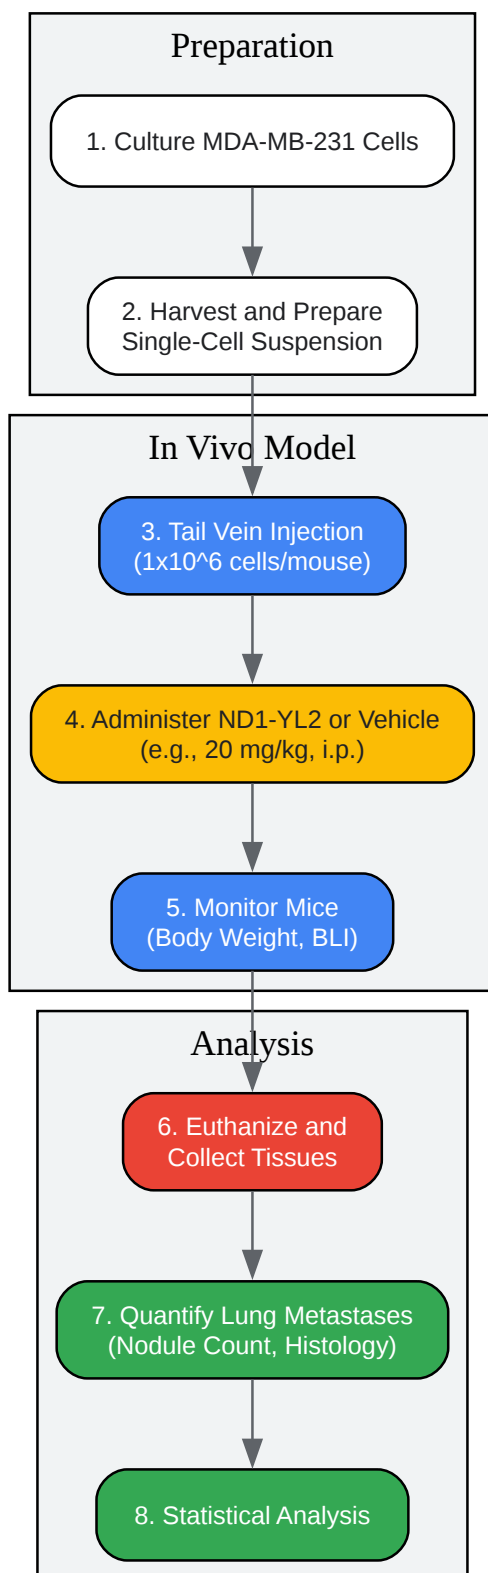 Preparation
1. Culture MDA-MB-231 Cells
2. Harvest and Prepare
Single-Cell Suspension
In Vivo Model
3. Tail Vein Injection
(1x10^6 cells/mouse)
4. Administer ND1-YL2 or Vehicle
(e.g., 20 mg/kg, i.p.)
5. Monitor Mice
(Body Weight, BLI)
Analysis
6. Euthanize and
Collect Tissues
7. Quantify Lung Metastases
(Nodule Count, Histology)
8. Statistical Analysis